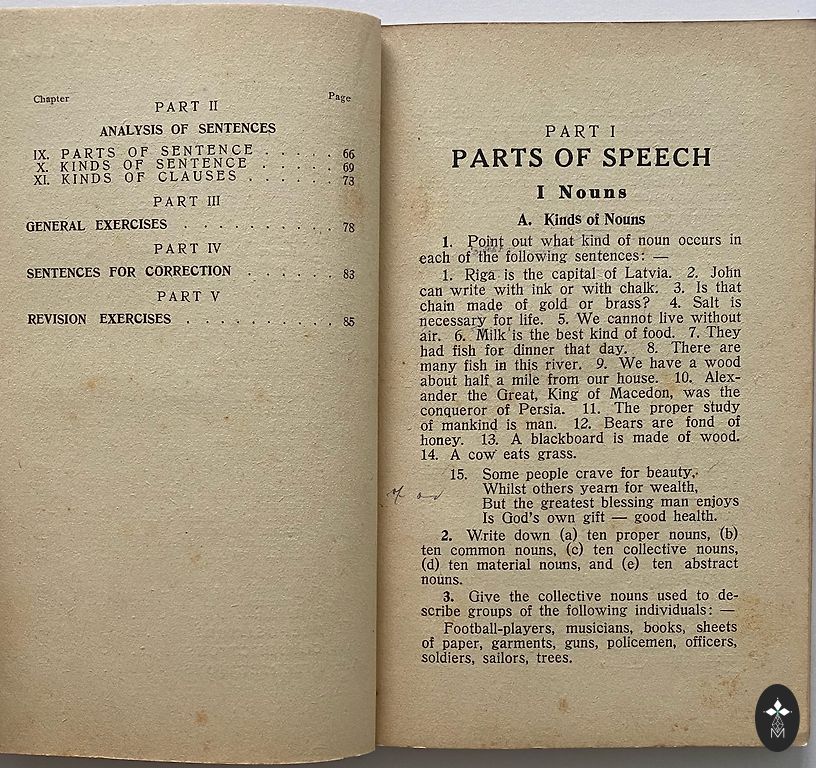 Chapter Page
PART II
ANALYSIS OF SENTENCES
IX. PARTS OF SENTENCE . . . . . 66
X. KINDS OF SENTENCE . . . . . 69
XI. KINDS OF CLAUSES . . . . . 73
PART III
GENERAL EXERCISES . . . . . . . . . . 78
PART IV
SENTENCES FOR CORRECTION . . . . . . 83
PART V
REVISION EXERCISES . . . . . . . . . . 85
PART I
PARTS OF SPEECH
I Nouns
A. Kinds of Nouns
1. Point out what kind of noun occurs in
each of the following sentences: —
1. Riga is the capital of Latvia. 2. John
can write with ink or with chalk. 3. Is that
chain made of gold or brass? 4. Salt is
necessary for life. 5. We cannot live without
air. 6. Milk is the best kind of food. 7. They
had fish for dinner that day. 8. There are
many fish in this river. 9. We have a wood
about half a mile from our house. 10. Alex-
ander the Great, King of Macedon, was the
conqueror of Persia. 11. The proper study
of mankind is man. 12. Bears are fond of
honey. 13. A blackboard is made of wood.
14. A cow eats grass.
15. Some people crave for beauty,
Whilst others yearn for wealth,
But the greatest blessing man enjoys
Is God's own gift — good health.
2. Write down (a) ten proper nouns, (b)
ten common nouns, (c) ten collective nouns,
(d) ten material nouns, and (e) ten abstract
nouns.
3. Give the collective nouns used to de-
scribe groups of the following individuals: —
Football-players, musicians, books, sheets
of paper, garments, guns, policemen, officers,
soldiers, sailors, trees.
M